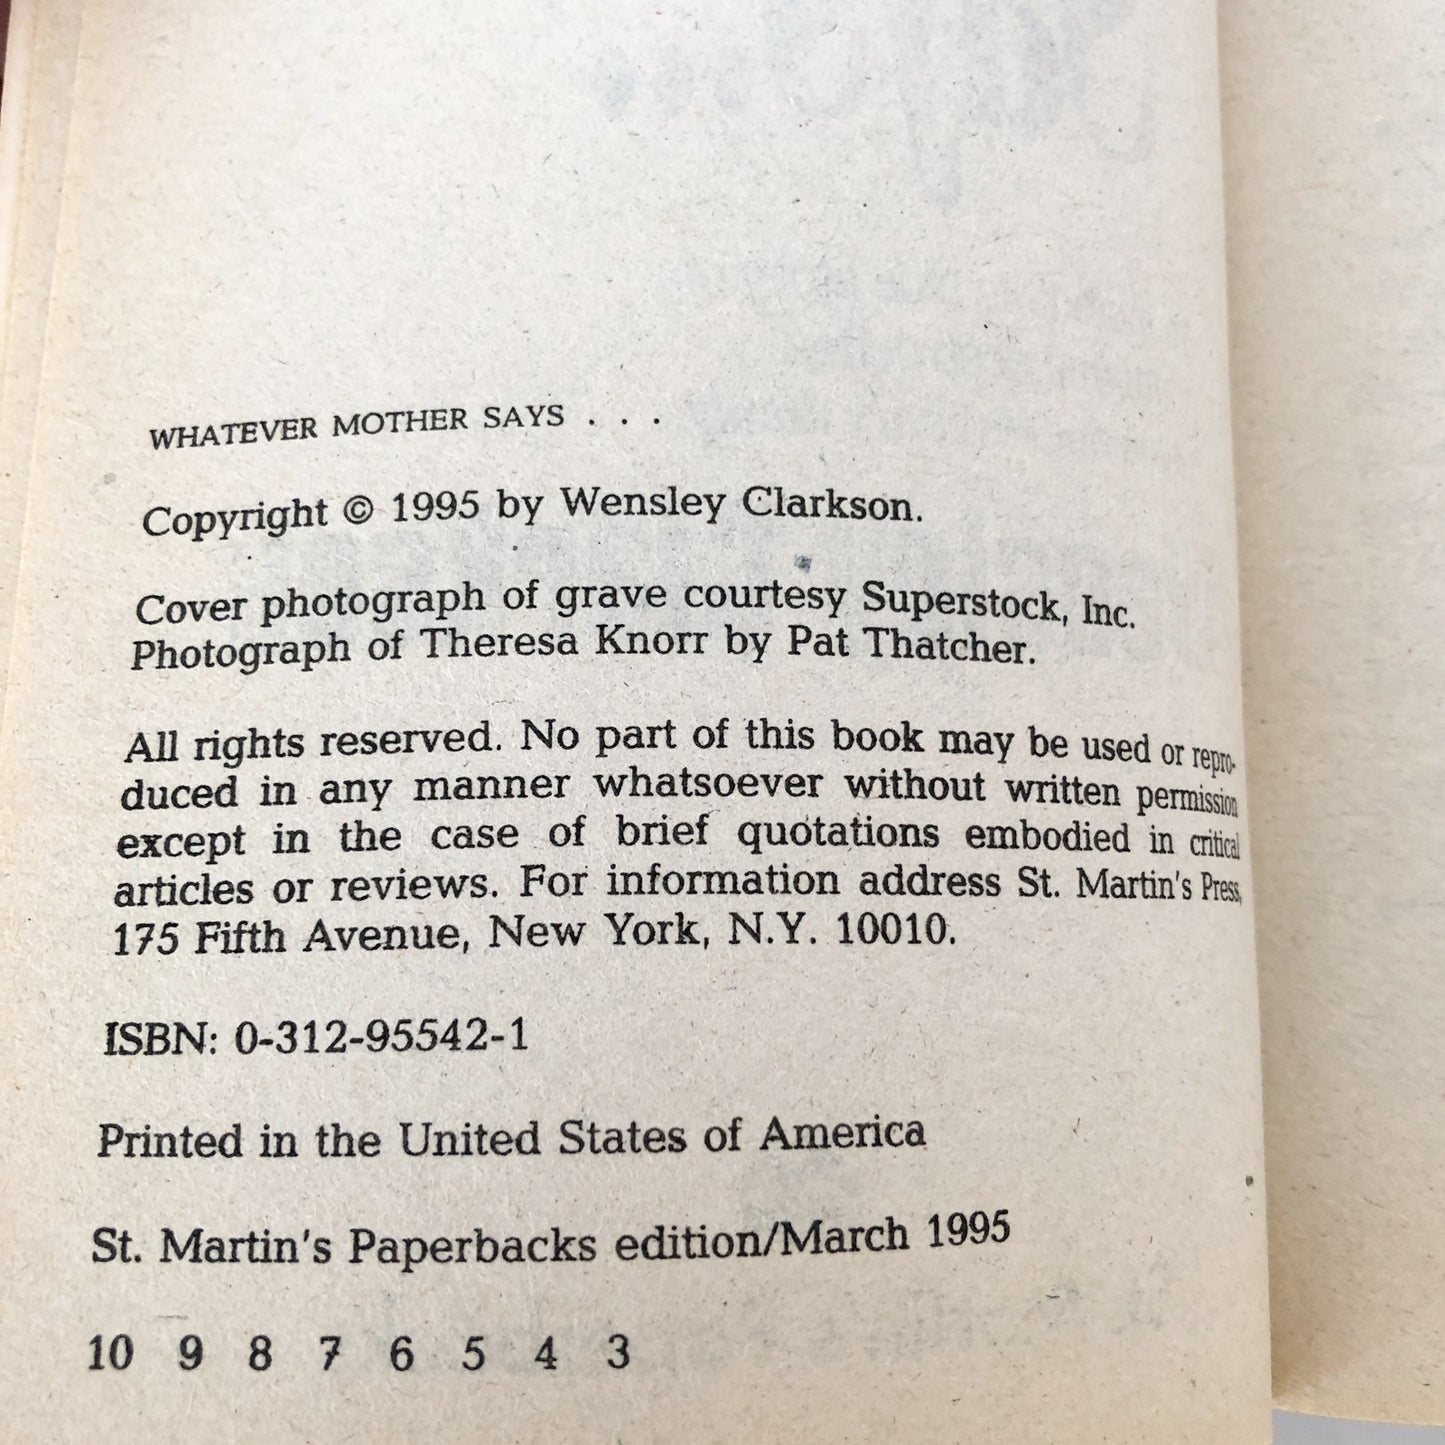 WHATEVER MOTHER SAYS . . .
Copyright © 1995 by Wensley Clarkson.
Cover photograph of grave courtesy Superstock, Inc.
Photograph of Theresa Knorr by Pat Thatcher.
All rights reserved. No part of this book may be used or repro-
duced in any manner whatsoever without written permission
except in the case of brief quotations embodied in critical
articles or reviews. For information address St. Martin's Press,
175 Fifth Avenue, New York, N.Y. 10010.
ISBN: 0-312-95542-1
Printed in the United States of America
St. Martin's Paperbacks edition/March 1995
10 9 8 7 6 5 4 3